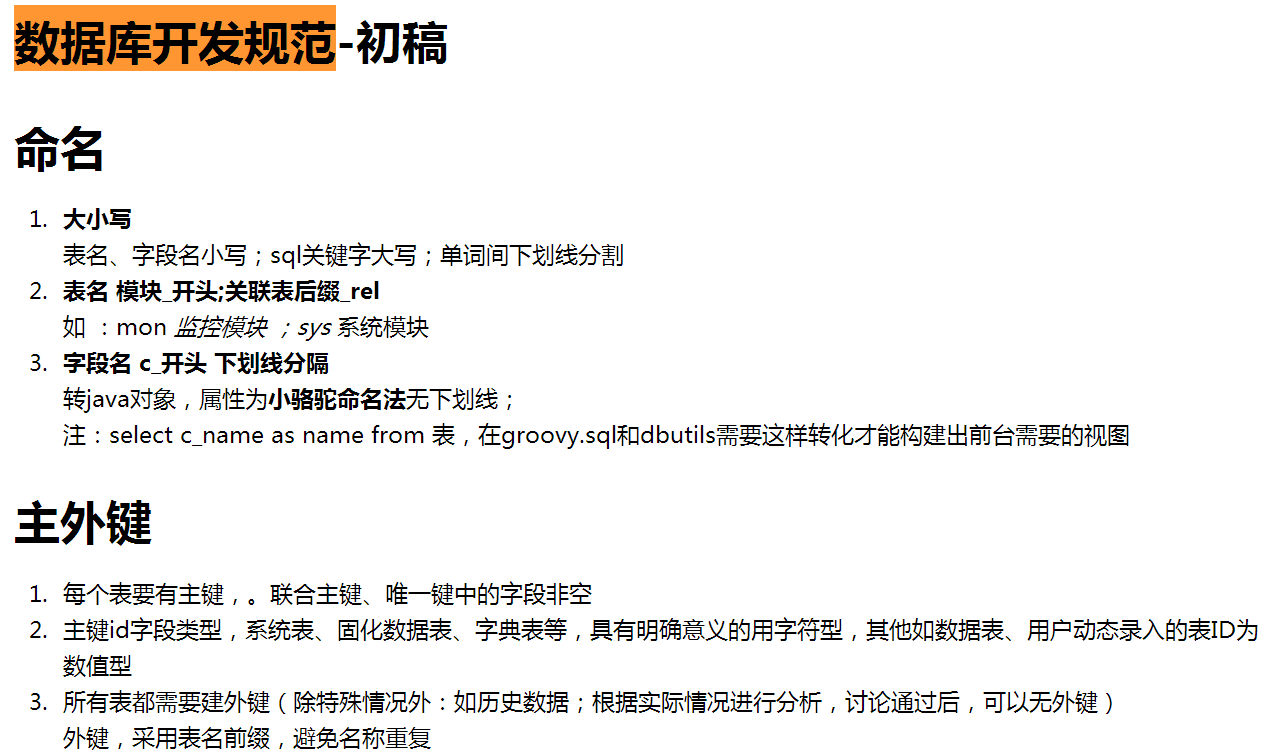 数据库开发规范-初稿
命名
1. 大小写
表名、字段名小写；sql关键字大写；单词间下划线分割
2. 表名 模块_开头;关联表后缀_rel
如 ：mon 监控模块 ；sys 系统模块
3. 字段名 c_开头 下划线分隔
转java对象，属性为小骆驼命名法无下划线；
注：select c_name as name from 表，在groovy.sql和dbutils需要这样转化才能构建出前台需要的视图
主外键
1. 每个表要有主键，。联合主键、唯一键中的字段非空
2. 主键id字段类型，系统表、固化数据表、字典表等，具有明确意义的用字符型，其他如数据表、用户动态录入的表ID为
数值型
3. 所有表都需要建外键（除特殊情况外：如历史数据；根据实际情况进行分析，讨论通过后，可以无外键）
外键，采用表名前缀，避免名称重复